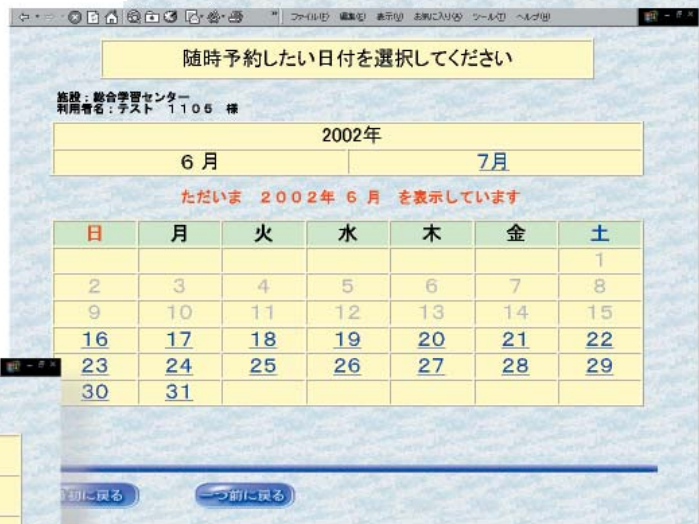 ファイル(F) 編集(E) 表示(V) お気に入り(A) ツール(T) ヘルプ(H)
随時予約したい日付を選択してください
施設：総合学習センター
利用者名：テスト　１１０５　様
2002年
６月 7月
ただいま　２００２年 ６ 月　を表示しています
日 月 火 水 木 金 土
1
2 3 4 5 6 7 8
9 10 11 12 13 14 15
16 17 18 19 20 21 22
23 24 25 26 27 28 29
30 31
初に戻る 一つ前に戻る